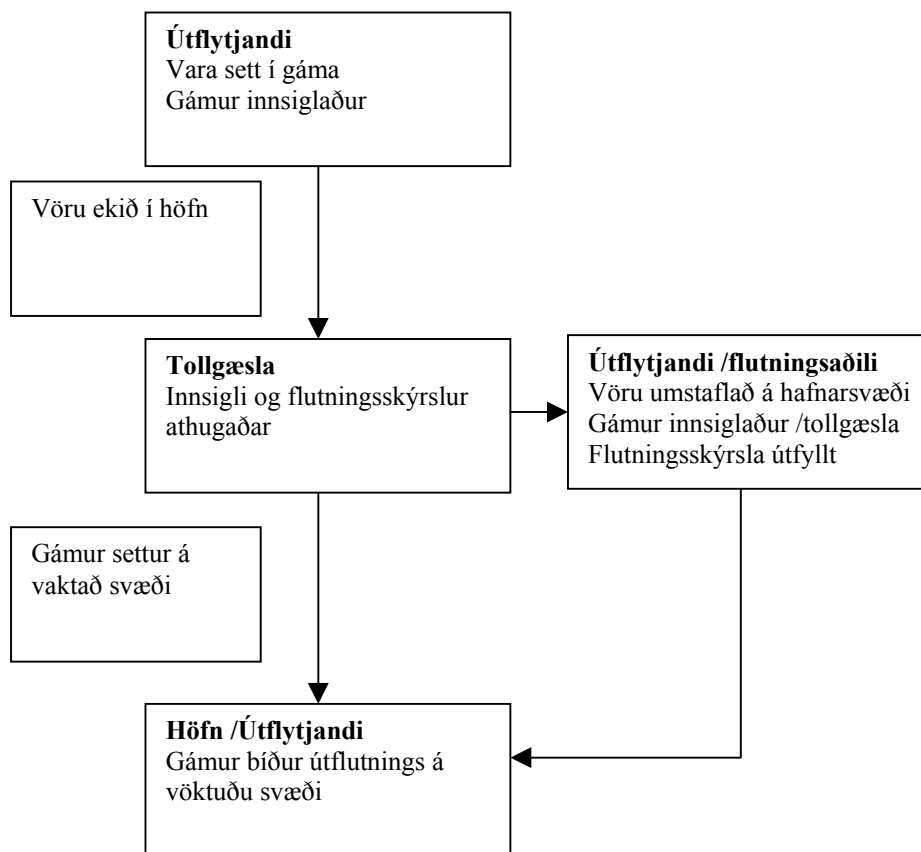 Útflytjandi
Vara sett í gáma
Gámur innsiglaður
Vöru ekið í höfn
Tollgæsla
Innsigli og flutningsskýrslur
athugaðar
Útflytjandi /flutningsaðili
Vöru umstaflað á hafnarsvæði
Gámur innsiglaður /tollgæsla
Flutningsskýrsla útfyllt
Gámur settur á
vaktað svæði
Höfn /Útflytjandi
Gámur bíður útflutnings á
vöktuðu svæði